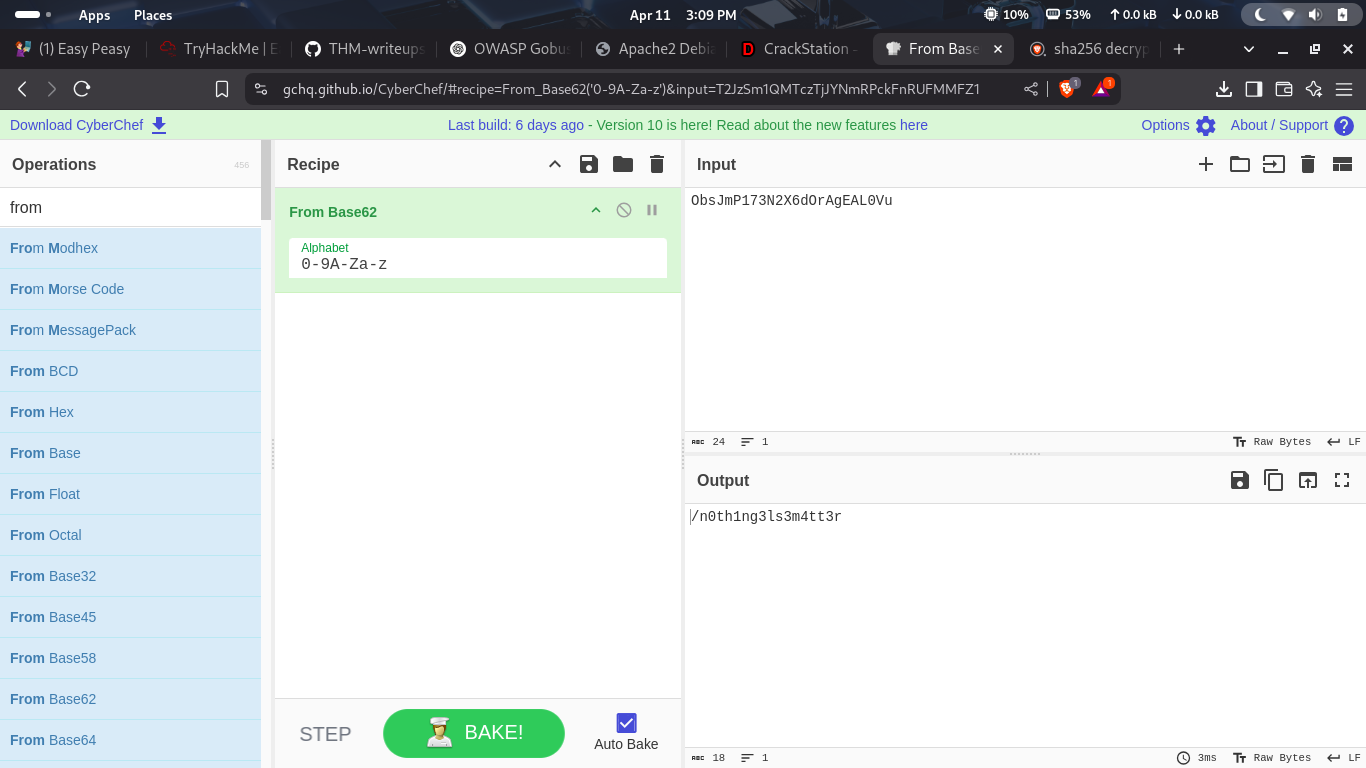 Apps Places Apr 11 3:09 PM 10% 53% 0.0 kB 0.0 kB
(1) Easy Peasy TryHackMe | E THM-writeups OWASP Gobus Apache2 Debia CrackStation - From Base sha256 decryp
gchq.github.io/CyberChef/#recipe=From_Base62('0-9A-Za-z')&input=T2JzSm1QMTczTjJYNmRPckFnRUFMMFZ1 1 1
Download CyberChef Last build: 6 days ago - Version 10 is here! Read about the new features here Options About / Support
Operations 456
from
From Modhex
From Morse Code
From MessagePack
From BCD
From Hex
From Base
From Float
From Octal
From Base32
From Base45
From Base58
From Base62
From Base64
Recipe
From Base62
Alphabet
0-9A-Za-z
STEP BAKE! Auto Bake
Input
ObsJmP173N2X6dOrAgEAL0Vu
ABC 24 1 Raw Bytes LF
Output
/n0th1ng3ls3m4tt3r
ABC 18 1 3ms Raw Bytes LF